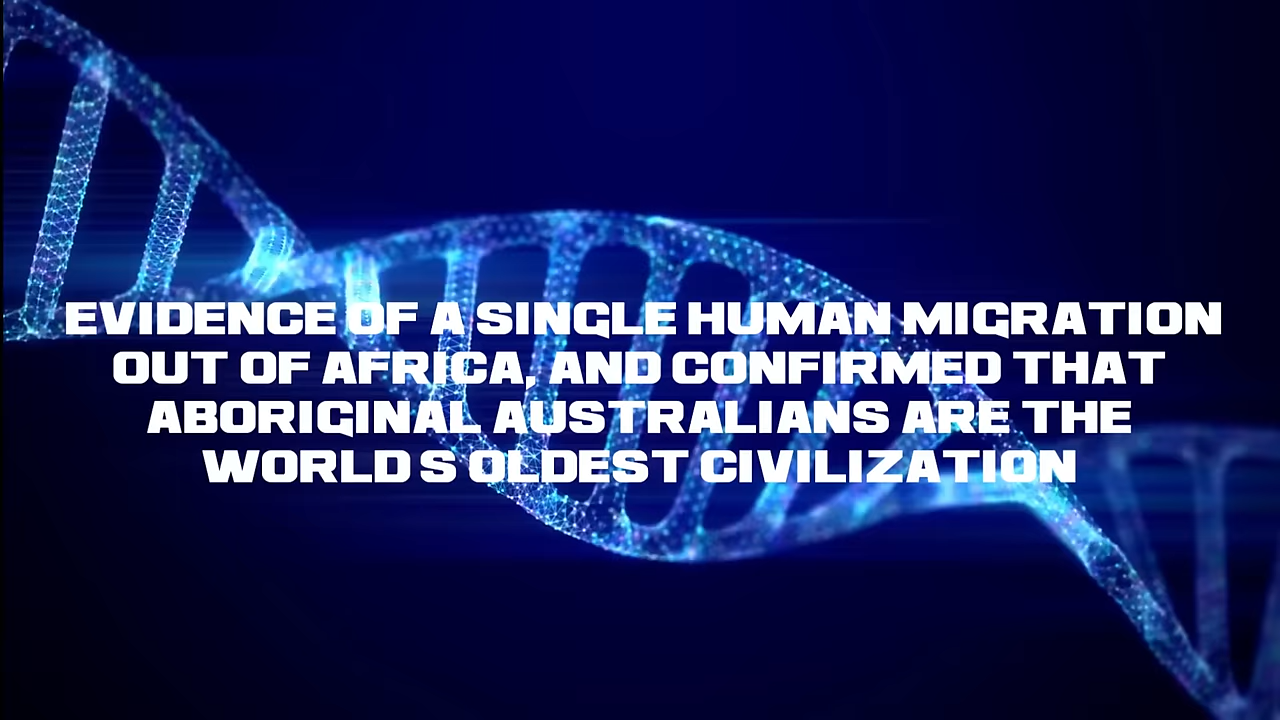 EVIDENCE OF A SINGLE HUMAN MIGRATION
OUT OF AFRICA, AND CONFIRMED THAT
ABORIGINAL AUSTRALIANS ARE THE
WORLD S OLDEST CIVILIZATION